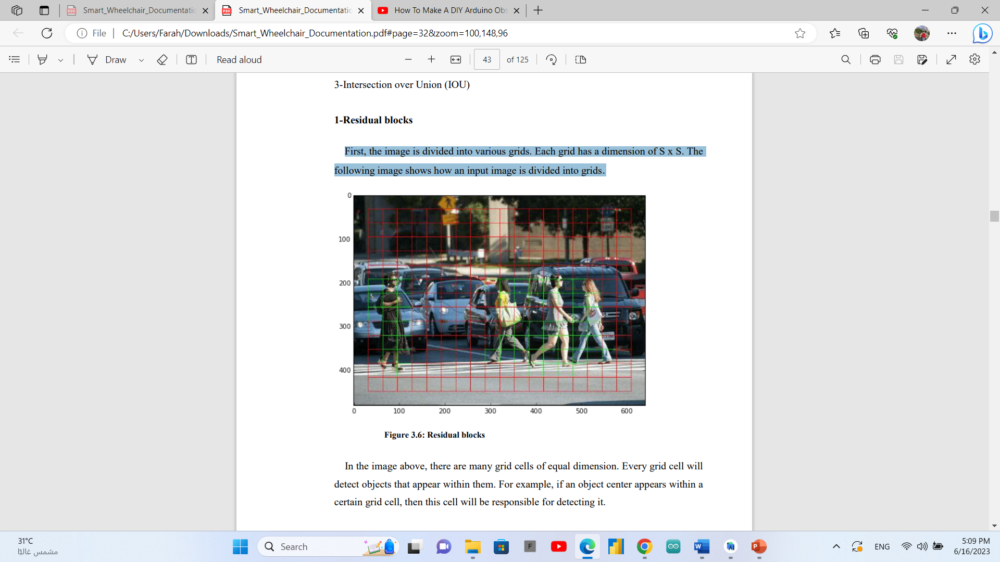 Smart_Wheelchair_Documentatic
Smart_Wheelchair_Documentatio
How To Make A DIY Arduino Obs
File
C:/Users/Farah/Downloads/Smart_Wheelchair_Documentation.pdf#page=32&zoom=100,148,96
Draw
Read aloud
43 of 125
3-Intersection over Union (IOU)
1-Residual blocks
First, the image is divided into various grids. Each grid has a dimension of S x S. The
following image shows how an input image is divided into grids.
0
100
200
300
400
0 100 200 300 400 500 600
Figure 3.6: Residual blocks
In the image above, there are many grid cells of equal dimension. Every grid cell will
detect objects that appear within them. For example, if an object center appears within a
certain grid cell, then this cell will be responsible for detecting it.
31°C
مشمس غالبًا
Search
ENG
5:09 PM
6/16/2023